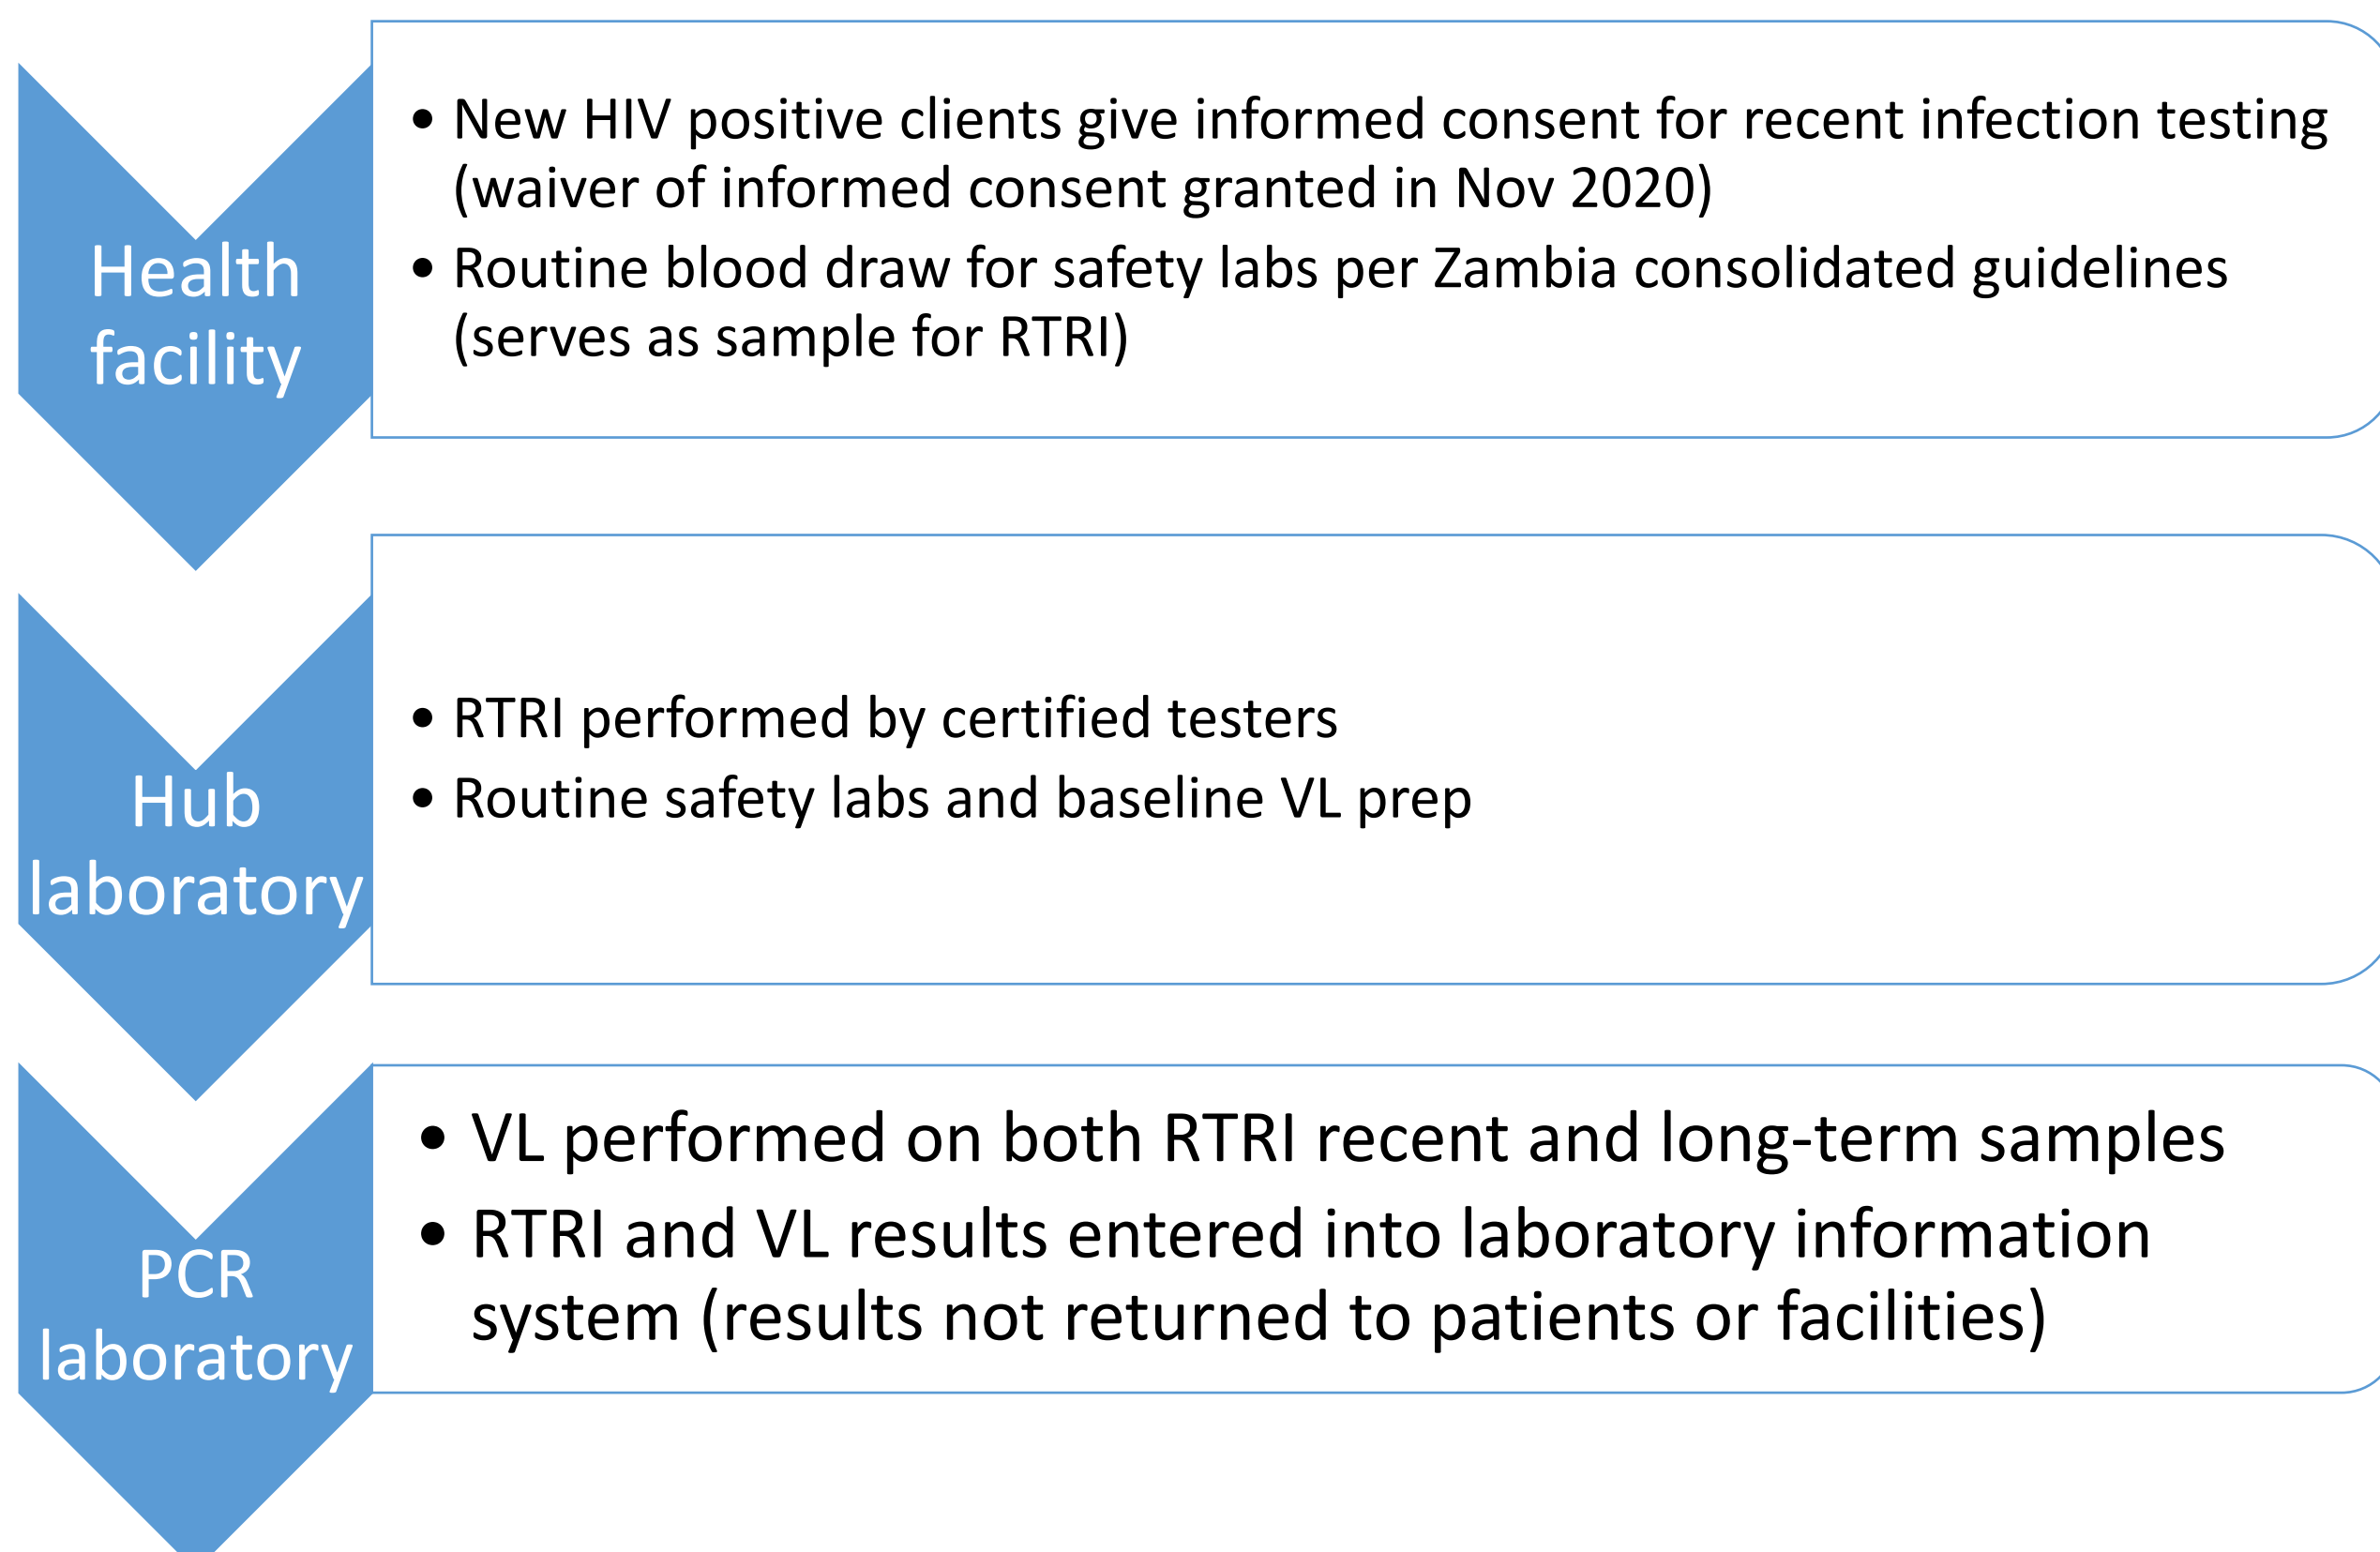 Health
facility
• New HIV positive clients give informed consent for recent infection testing
(waiver of informed consent granted in Nov 2020)
• Routine blood draw for safety labs per Zambia consolidated guidelines
(serves as sample for RTRI)
Hub
laboratory
• RTRI performed by certified testers
• Routine safety labs and baseline VL prep
PCR
laboratory
• VL performed on both RTRI recent and long-term samples
• RTRI and VL results entered into laboratory information
system (results not returned to patients or facilities)